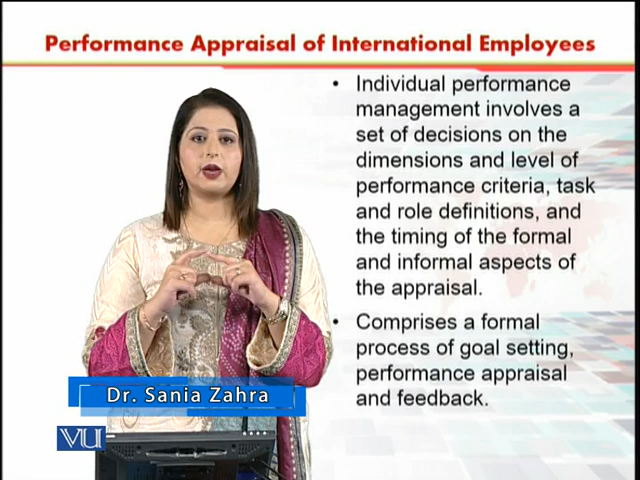 Performance Appraisal of International Employees
• Individual performance
management involves a
set of decisions on the
dimensions and level of
performance criteria, task
and role definitions, and
the timing of the formal
and informal aspects of
the appraisal.
• Comprises a formal
process of goal setting,
performance appraisal
and feedback.
Dr. Sania Zahra
VU